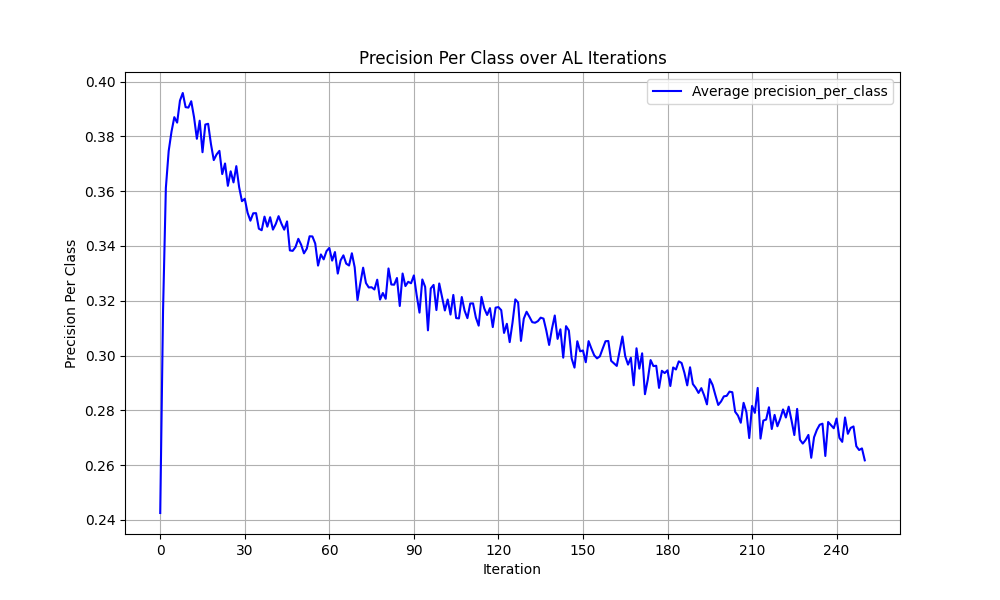 Precision Per Class over AL Iterations
Average precision_per_class
Precision Per Class
0.40
0.38
0.36
0.34
0.32
0.30
0.28
0.26
0.24
0 30 60 90 120 150 180 210 240
Iteration